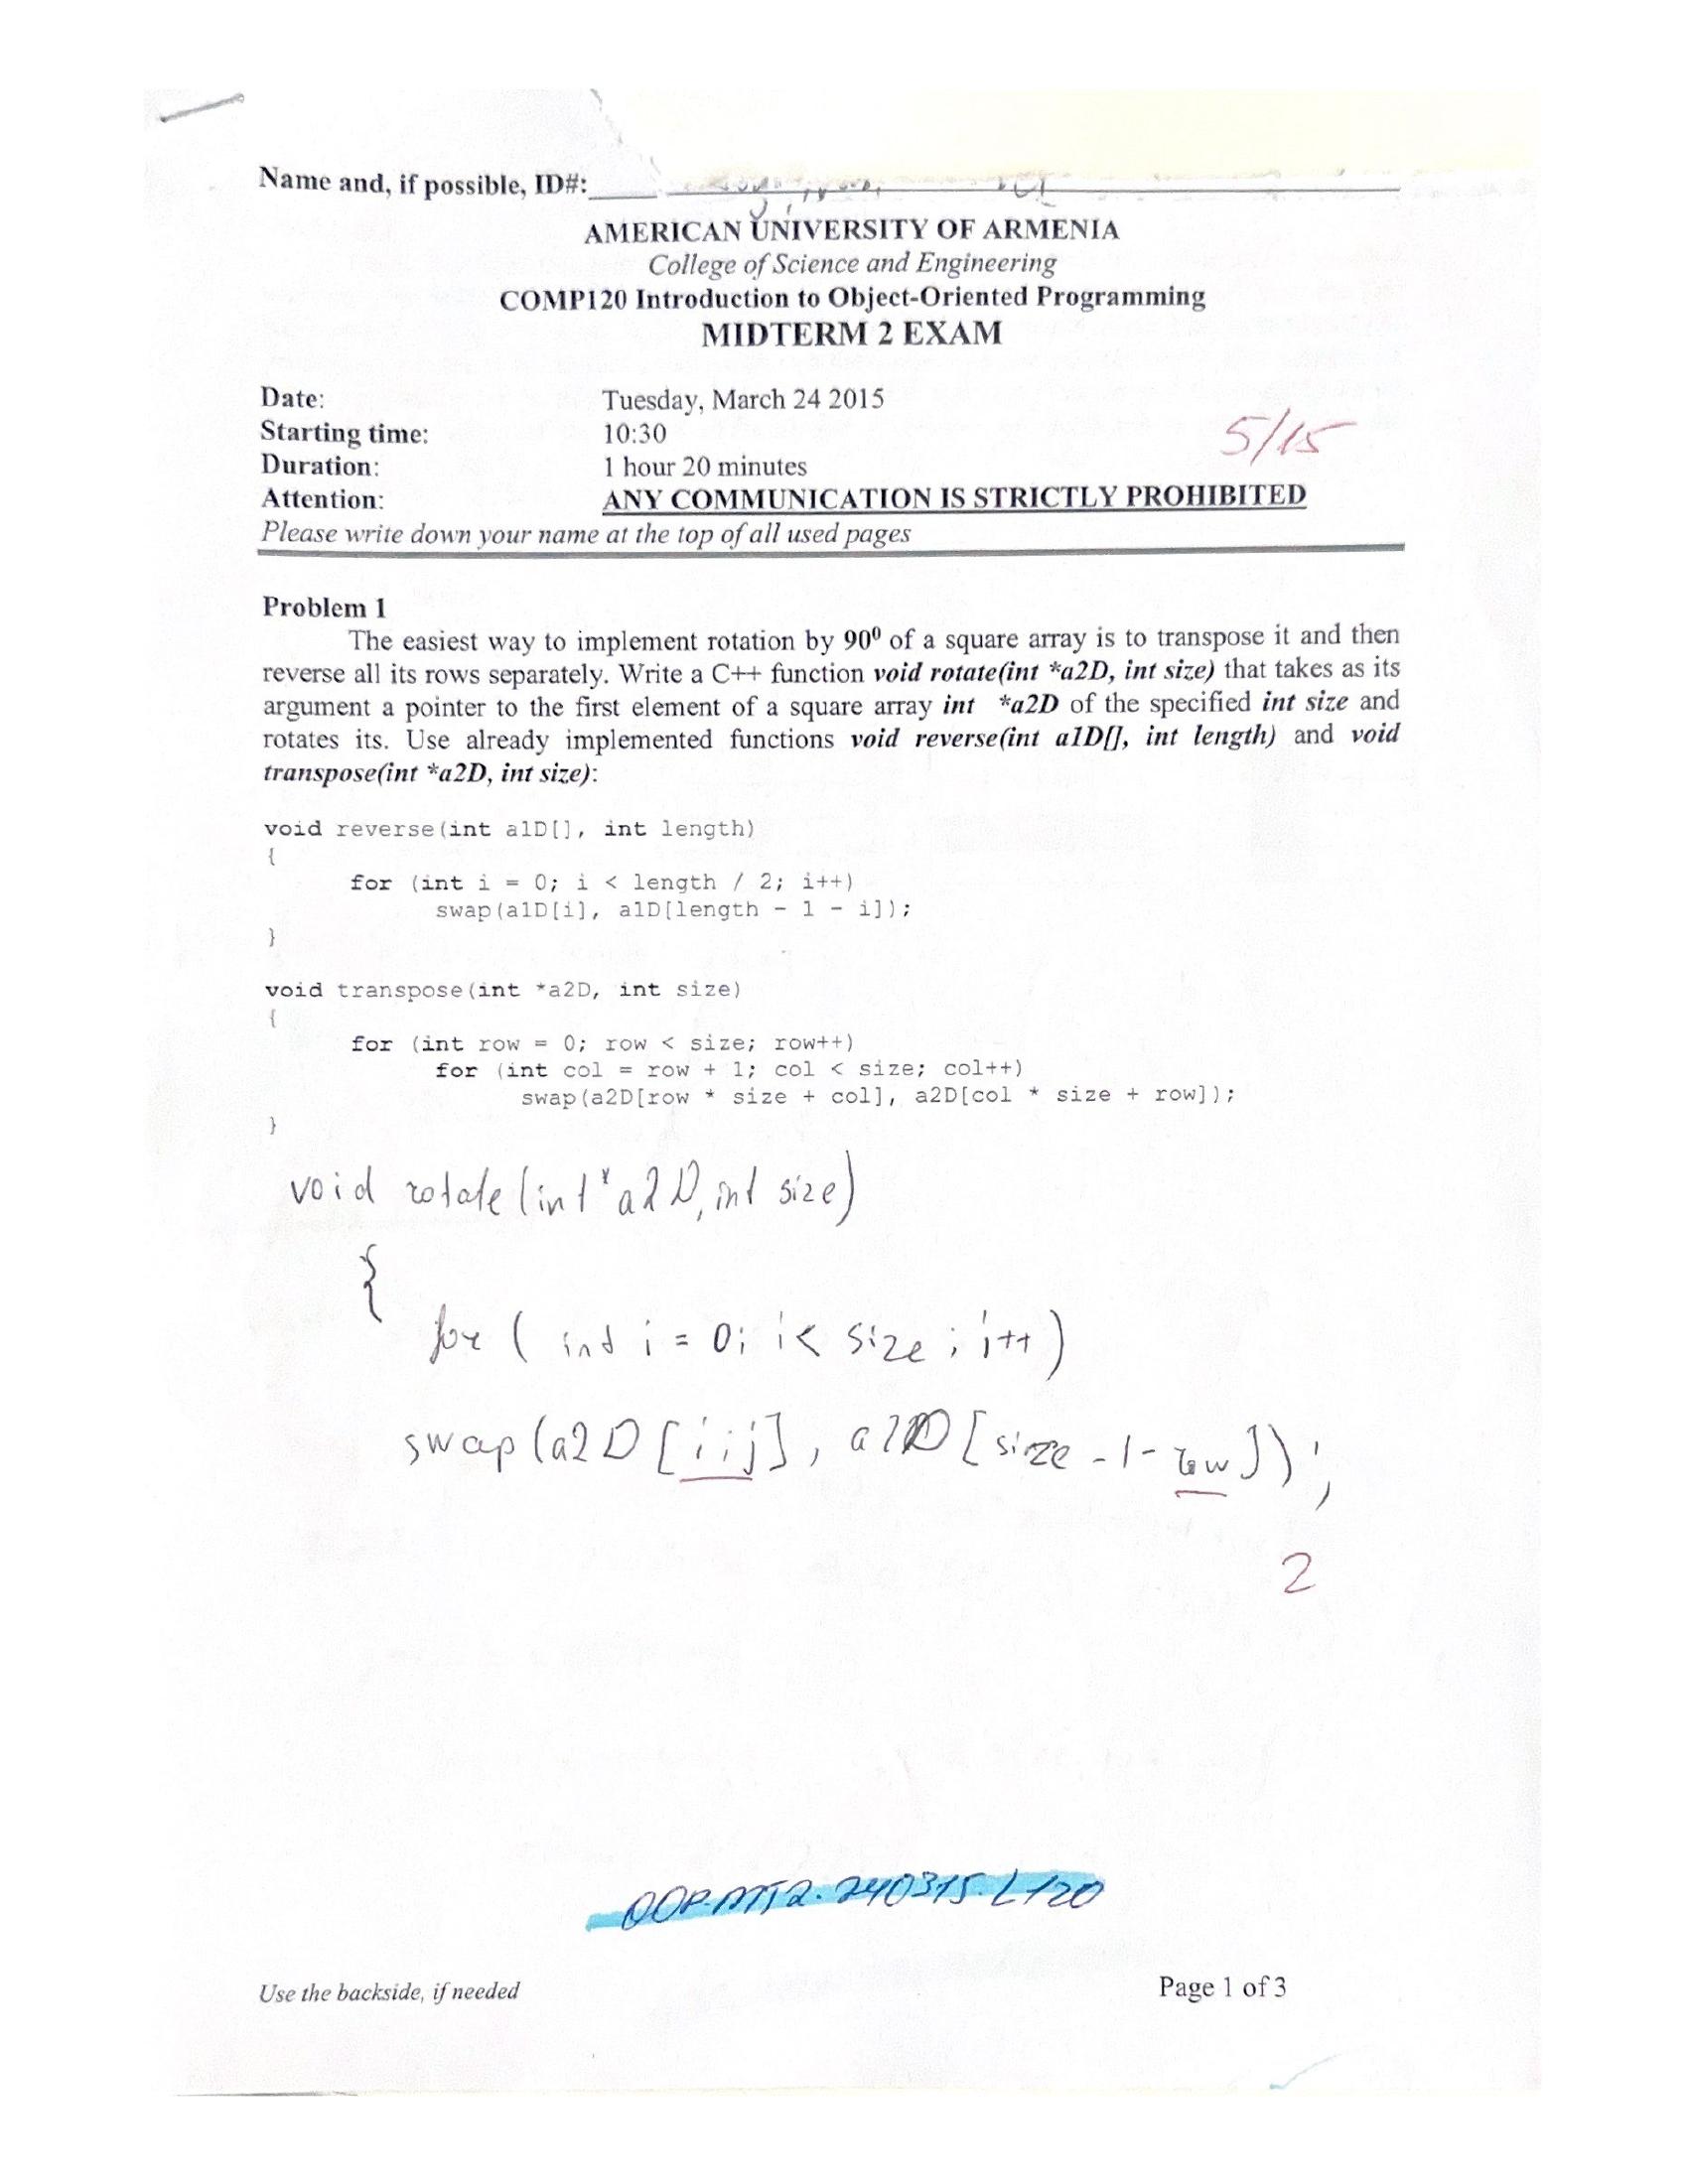 Name and, if possible, ID#:
AMERICAN UNIVERSITY OF ARMENIA
College of Science and Engineering
COMP120 Introduction to Object-Oriented Programming
MIDTERM 2 EXAM
Date: Tuesday, March 24 2015
Starting time: 10:30
5/15
Duration: 1 hour 20 minutes
Attention: ANY COMMUNICATION IS STRICTLY PROHIBITED
Please write down your name at the top of all used pages
Problem 1
The easiest way to implement rotation by 90⁰ of a square array is to transpose it and then
reverse all its rows separately. Write a C++ function void rotate(int *a2D, int size) that takes as its
argument a pointer to the first element of a square array int *a2D of the specified int size and
rotates its. Use already implemented functions void reverse(int a1D[], int length) and void
transpose(int *a2D, int size):
void reverse(int a1D[], int length)
{
for (int i = 0; i < length / 2; i++)
swap(a1D[i], a1D[length - 1 - i]);
}
void transpose(int *a2D, int size)
{
for (int row = 0; row < size; row++)
for (int col = row + 1; col < size; col++)
swap(a2D[row * size + col], a2D[col * size + row]);
}
void rotate(int*a2D, int size)
{
for ( int i = 0; i < size ; i++)
swap(a2D[i;j], a2D[size-1-row]);
2
OOP.MT2.240315.L120
Use the backside, if needed Page 1 of 3